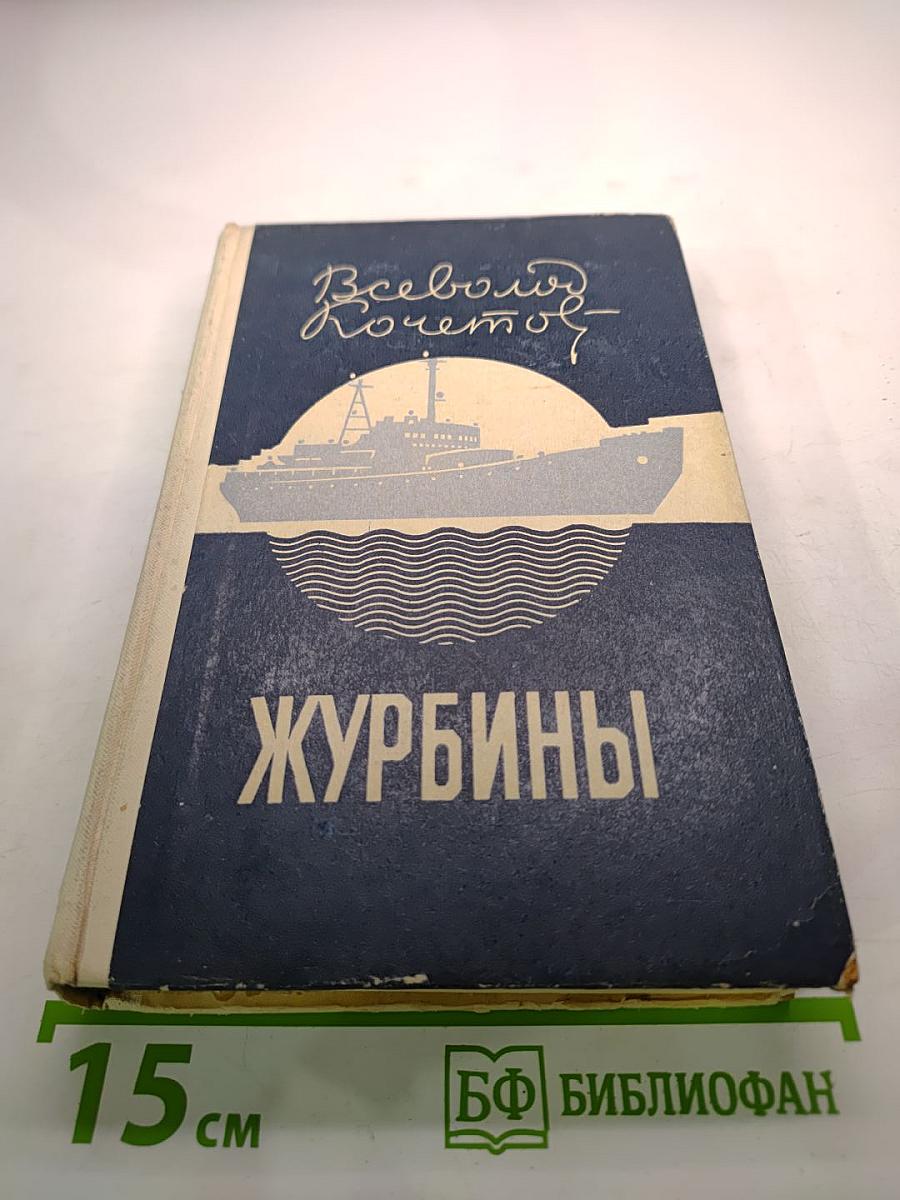 Всеволод
Кочетов
ЖУРБИНЫ
15 см
БФ БИБЛИОФАН